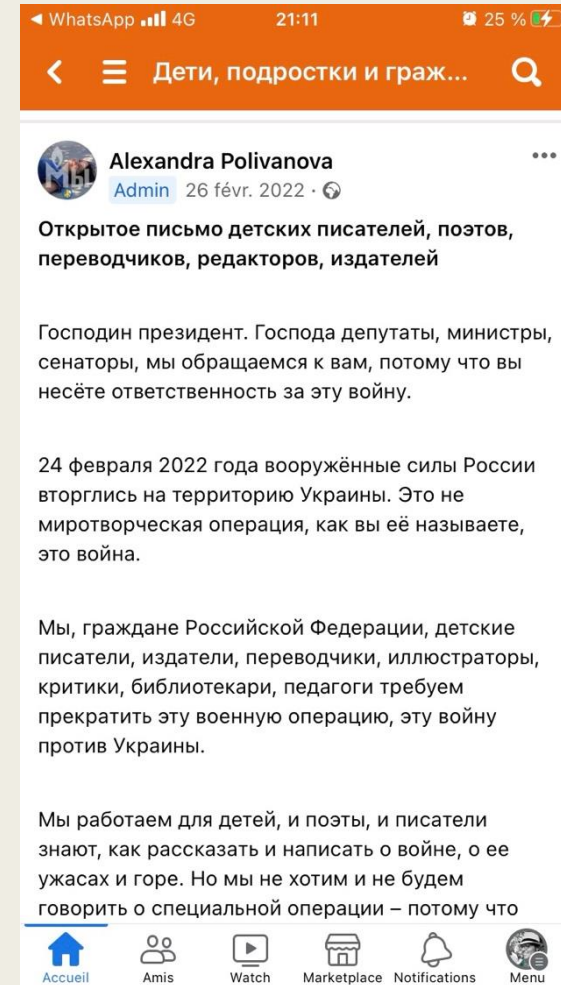 WhatsApp 4G 21:11 25 %
Дети, подростки и граж...
Мы
Alexandra Polivanova
Admin 26 févr. 2022 ·
Открытое письмо детских писателей, поэтов,
переводчиков, редакторов, издателей
Господин президент. Господа депутаты, министры,
сенаторы, мы обращаемся к вам, потому что вы
несёте ответственность за эту войну.
24 февраля 2022 года вооружённые силы России
вторглись на территорию Украины. Это не
миротворческая операция, как вы её называете,
это война.
Мы, граждане Российской Федерации, детские
писатели, издатели, переводчики, иллюстраторы,
критики, библиотекари, педагоги требуем
прекратить эту военную операцию, эту войну
против Украины.
Мы работаем для детей, и поэты, и писатели
знают, как рассказать и написать о войне, о ее
ужасах и горе. Но мы не хотим и не будем
говорить о специальной операции – потому что
Accueil Amis Watch Marketplace Notifications Menu